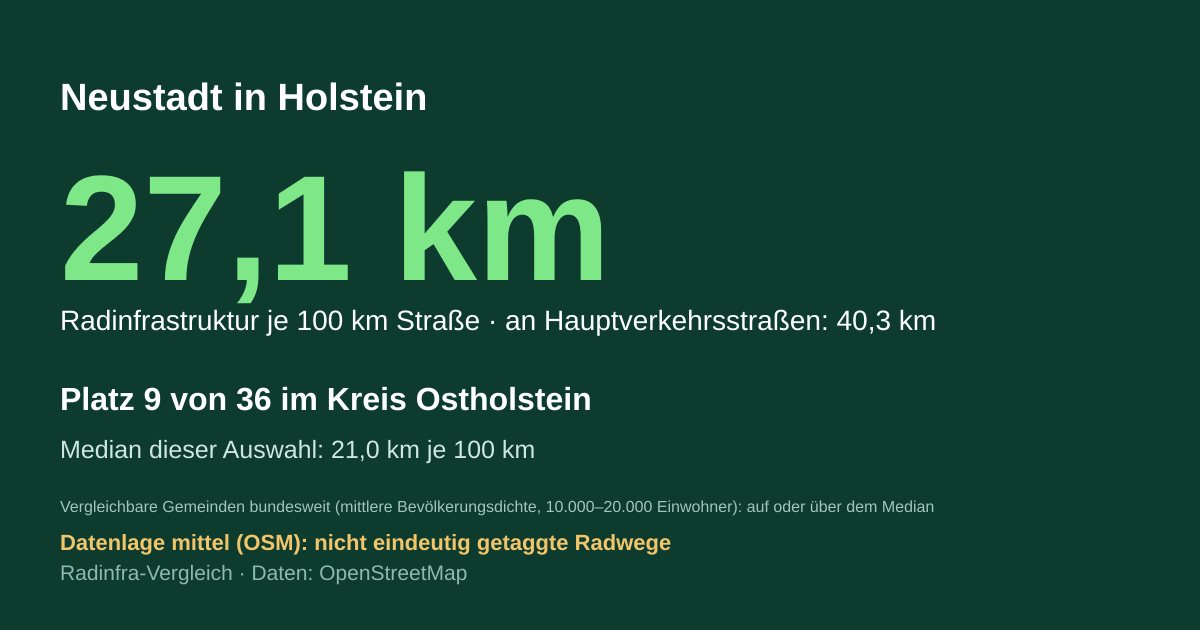 Neustadt in Holstein
27,1 km
Radinfrastruktur je 100 km Straße · an Hauptverkehrsstraßen: 40,3 km
Platz 9 von 36 im Kreis Ostholstein
Median dieser Auswahl: 21,0 km je 100 km
Vergleichbare Gemeinden bundesweit (mittlere Bevölkerungsdichte, 10.000–20.000 Einwohner): auf oder über dem Median
Datenlage mittel (OSM): nicht eindeutig getaggte Radwege
Radinfra-Vergleich · Daten: OpenStreetMap